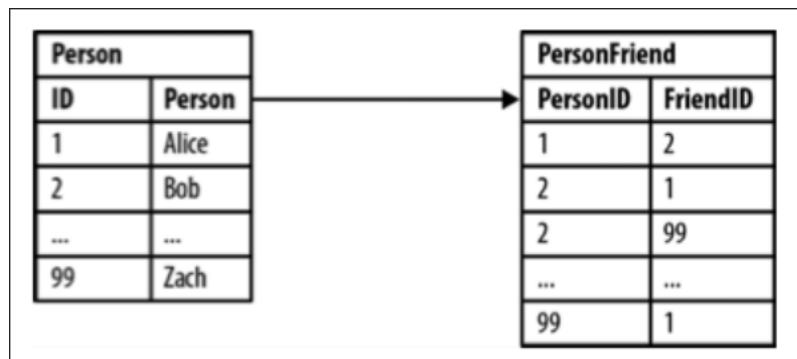 Person
ID Person
1 Alice
2 Bob
... ...
99 Zach
PersonFriend
PersonID FriendID
1 2
2 1
2 99
... ...
99 1